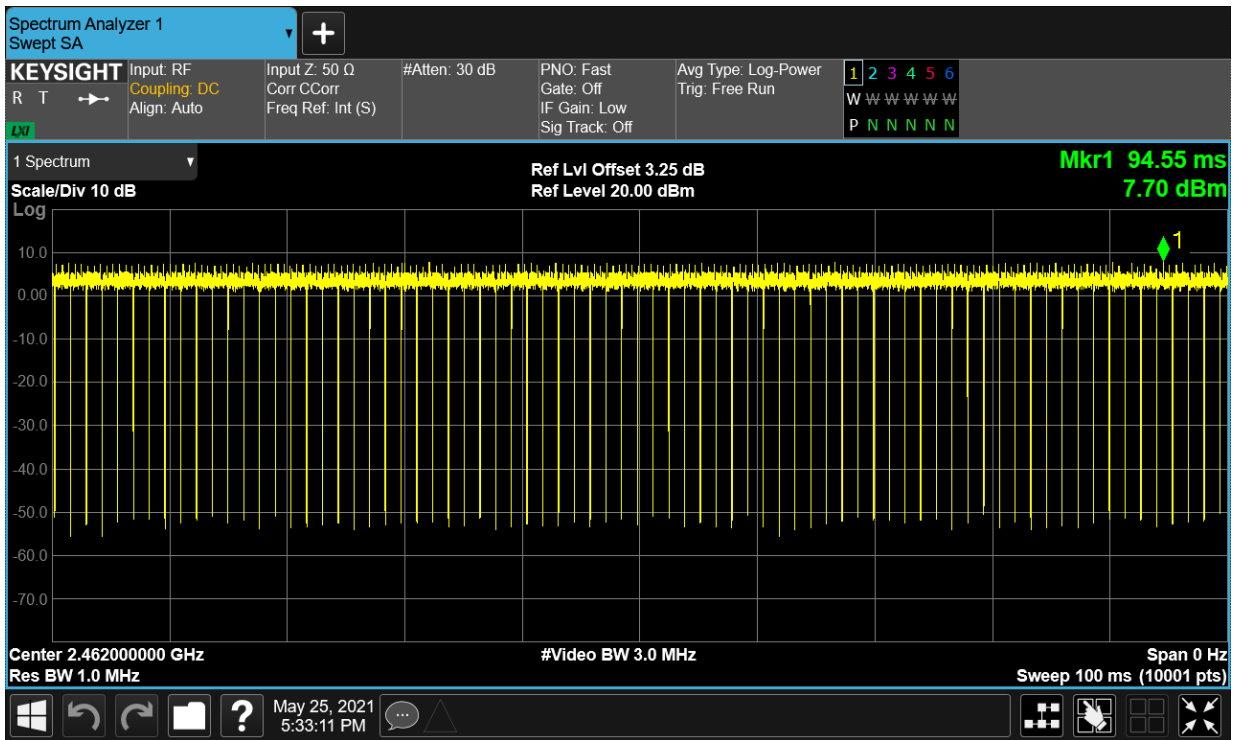 Spectrum Analyzer 1
Swept SA
KEYSIGHT
R T
LXI
Input: RF
Coupling: DC
Align: Auto
Input Z: 50 Ω
Corr CCorr
Freq Ref: Int (S)
#Atten: 30 dB
PNO: Fast
Gate: Off
IF Gain: Low
Sig Track: Off
Avg Type: Log-Power
Trig: Free Run
1 2 3 4 5 6
W W W W W W
P N N N N N
1 Spectrum
Scale/Div 10 dB
Log
Ref Lvl Offset 3.25 dB
Ref Level 20.00 dBm
Mkr1 94.55 ms
7.70 dBm
1
10.0
0.00
-10.0
-20.0
-30.0
-40.0
-50.0
-60.0
-70.0
Center 2.462000000 GHz
Res BW 1.0 MHz
#Video BW 3.0 MHz
Span 0 Hz
Sweep 100 ms (10001 pts)
?
May 25, 2021
5:33:11 PM